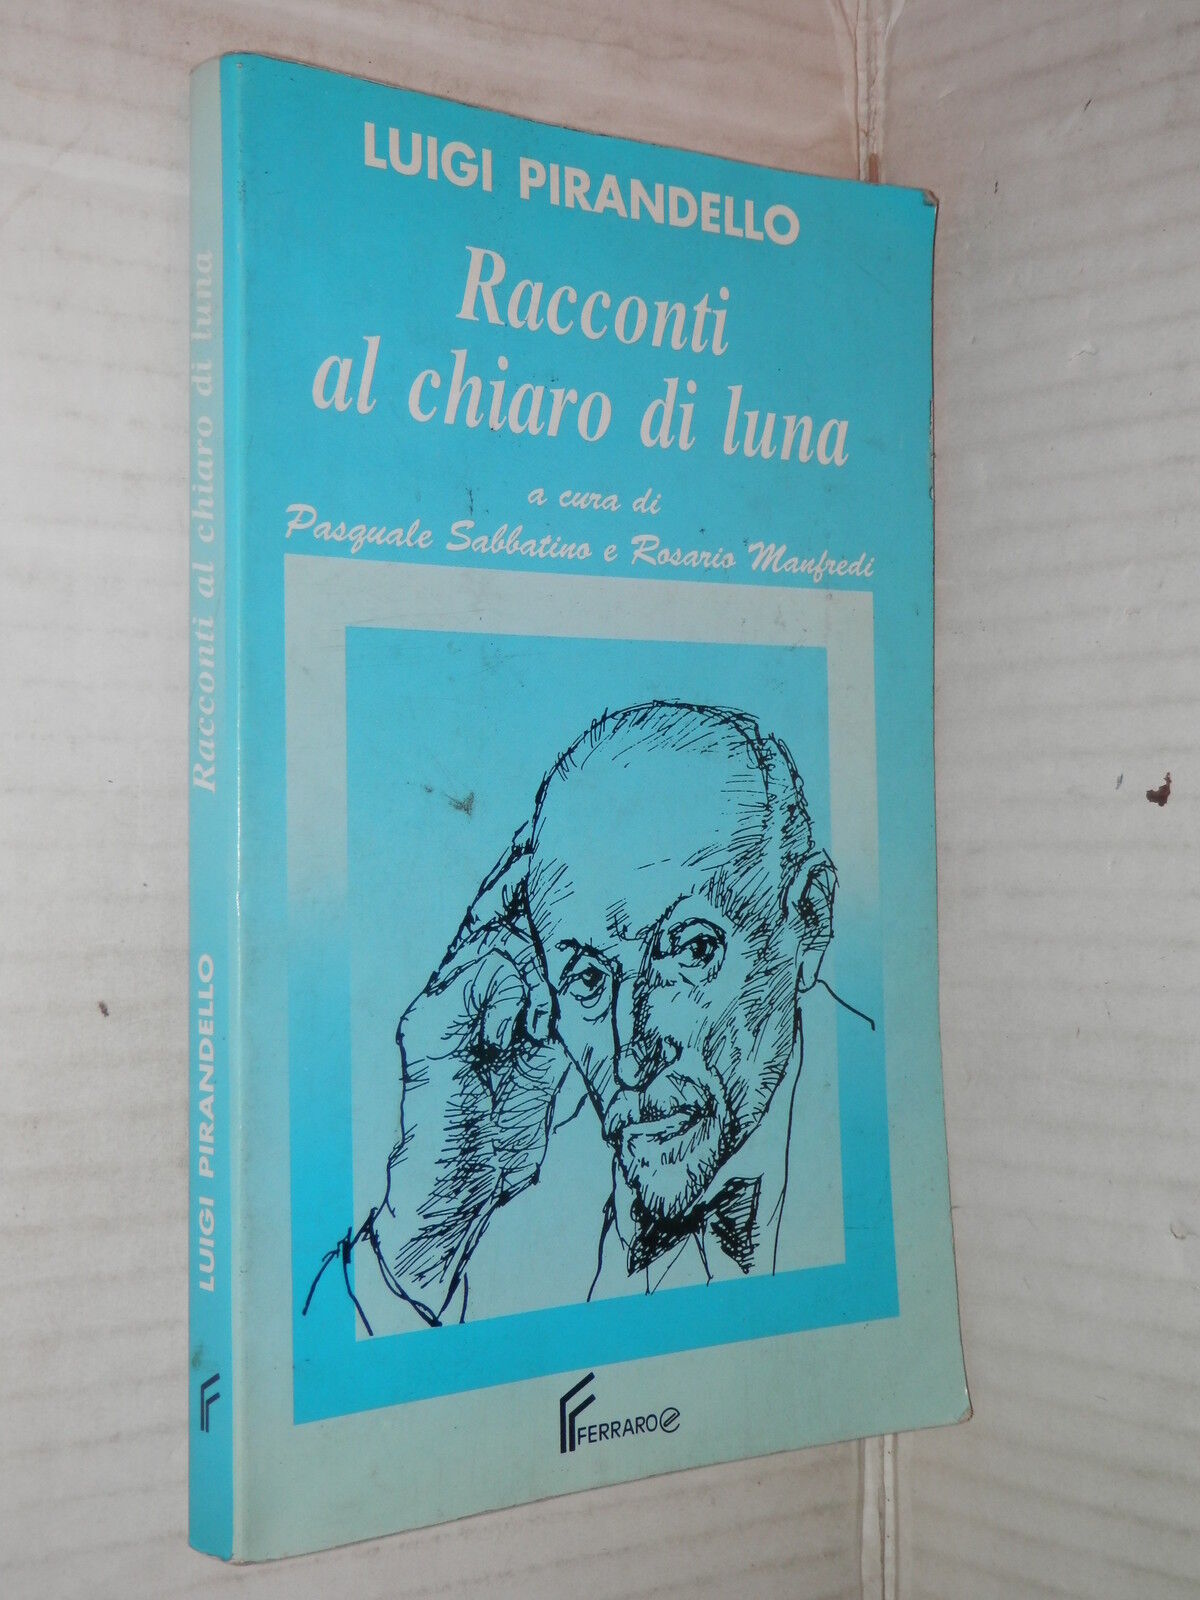 LUIGI PIRANDELLO
Racconti
al chiaro di luna
a cura di
Pasquale Sabbatino e Rosario Manfredi
FERRARO e
LUIGI PIRANDELLO Racconti al chiaro di luna